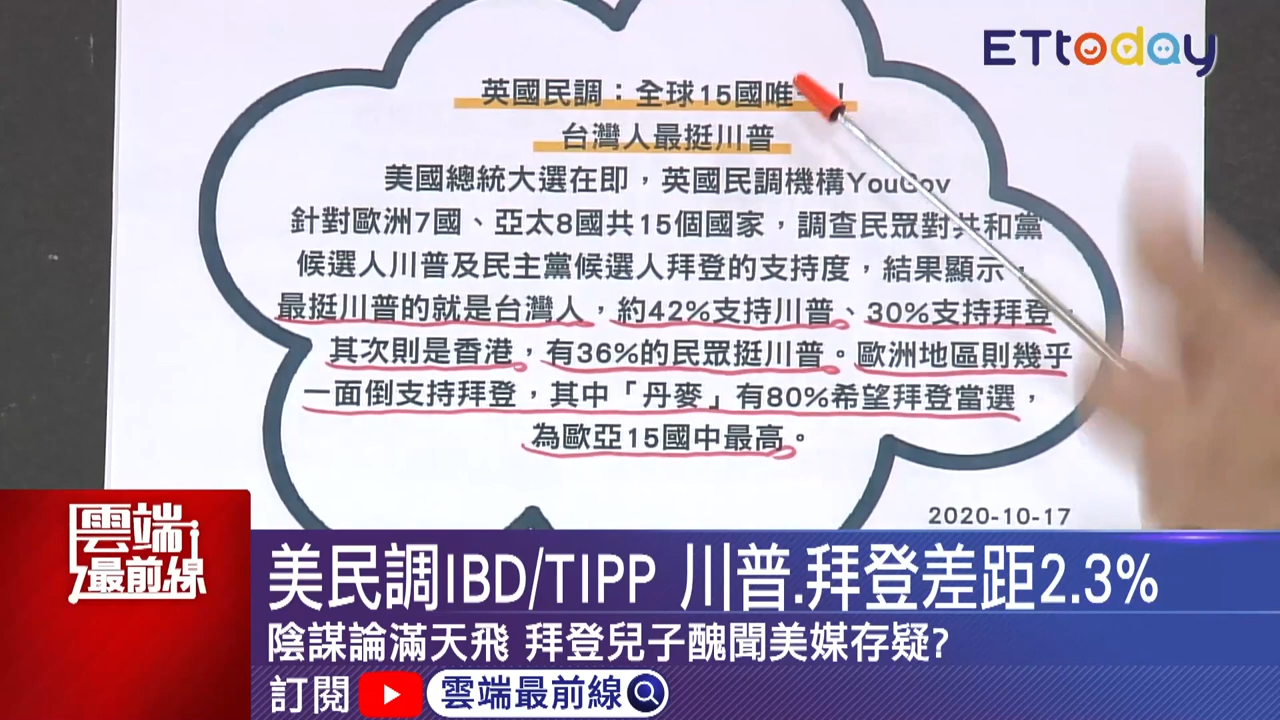 ETtoday
英國民調：全球15國唯一！
台灣人最挺川普
美國總統大選在即，英國民調機構YouGov
針對歐洲7國、亞太8國共15個國家，調查民眾對共和黨
候選人川普及民主黨候選人拜登的支持度，結果顯示，
最挺川普的就是台灣人，約42%支持川普、30%支持拜登，
其次則是香港，有36%的民眾挺川普。歐洲地區則幾乎
一面倒支持拜登，其中「丹麥」有80%希望拜登當選，
為歐亞15國中最高。
2020-10-17
雲端
最前線
美民調IBD/TIPP 川普.拜登差距2.3%
陰謀論滿天飛 拜登兒子醜聞美媒存疑?
訂閱 雲端最前線